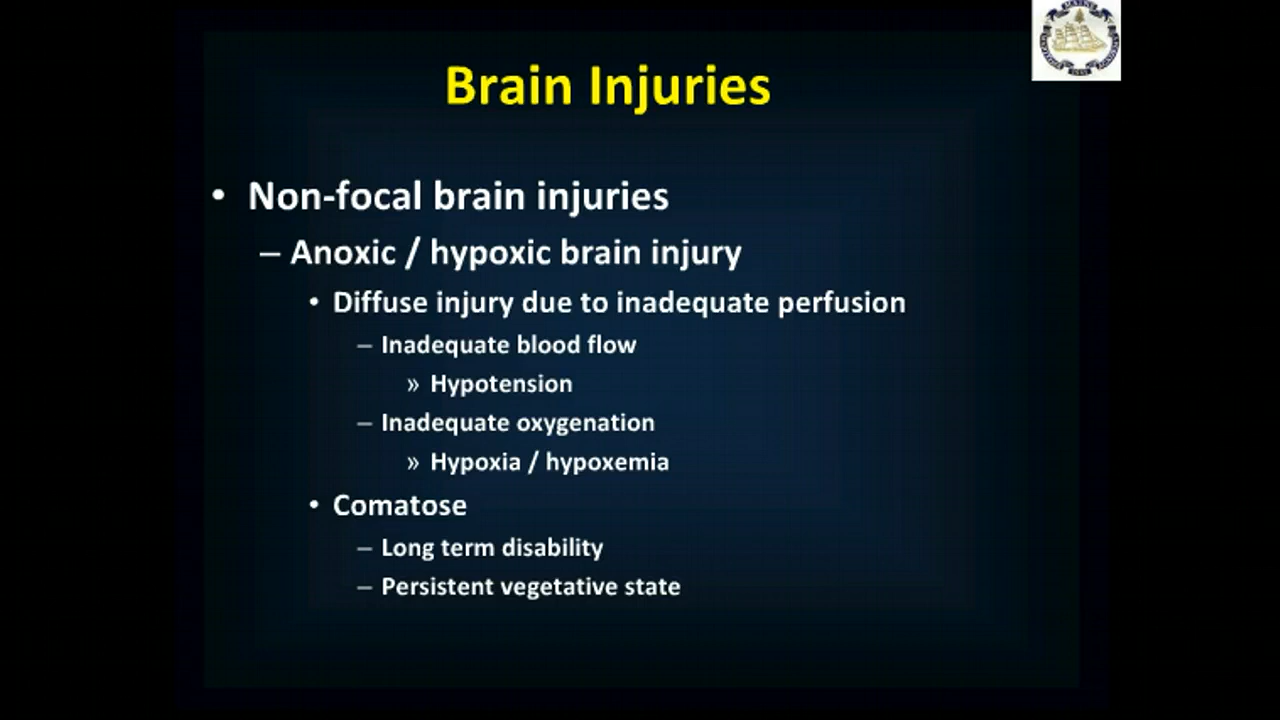 Brain Injuries
• Non-focal brain injuries
– Anoxic / hypoxic brain injury
• Diffuse injury due to inadequate perfusion
– Inadequate blood flow
» Hypotension
– Inadequate oxygenation
» Hypoxia / hypoxemia
• Comatose
– Long term disability
– Persistent vegetative state